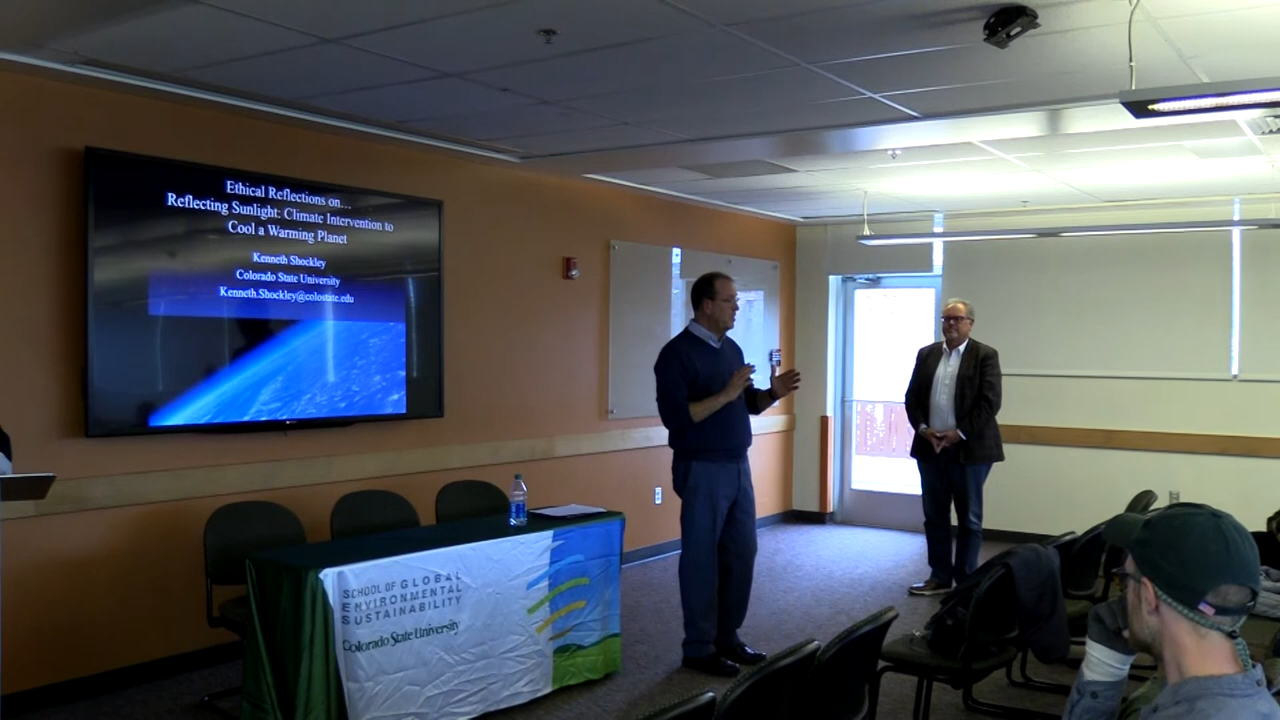 Ethical Reflections on…
Reflecting Sunlight: Climate Intervention to
Cool a Warming Planet
Kenneth Shockley
Colorado State University
Kenneth.Shockley@colostate.edu
SCHOOL OF GLOBAL
ENVIRONMENTAL
SUSTAINABILITY
Colorado State University